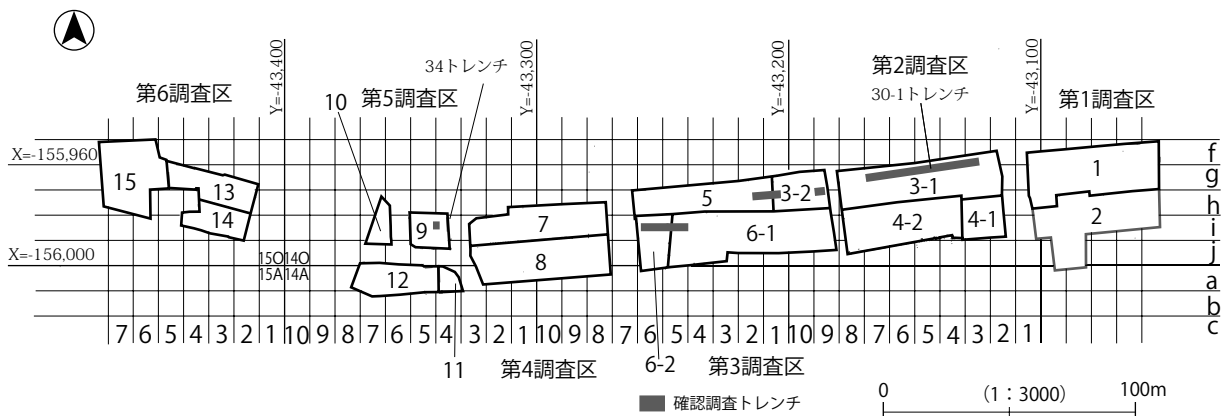 Y=-43,400
Y=-43,300
Y=-43,200
Y=-43,100
第6調査区
第5調査区
34トレンチ
第2調査区
30-1トレンチ
第1調査区
10
X=-155,960
15
13
14
9
7
8
5
3-2
3-1
1
6-1
4-2
4-1
2
X=-156,000
15O14O
15A14A
12
f
g
h
i
j
a
b
c
7 6 5 4 3 2 1 10 9 8 7 6 5 4 3 2 1 10 9 8 7 6 5 4 3 2 1 10 9 8 7 6 5 4 3 2 1
11
第4調査区
6-2
第3調査区
確認調査トレンチ
0 (1：3000) 100m